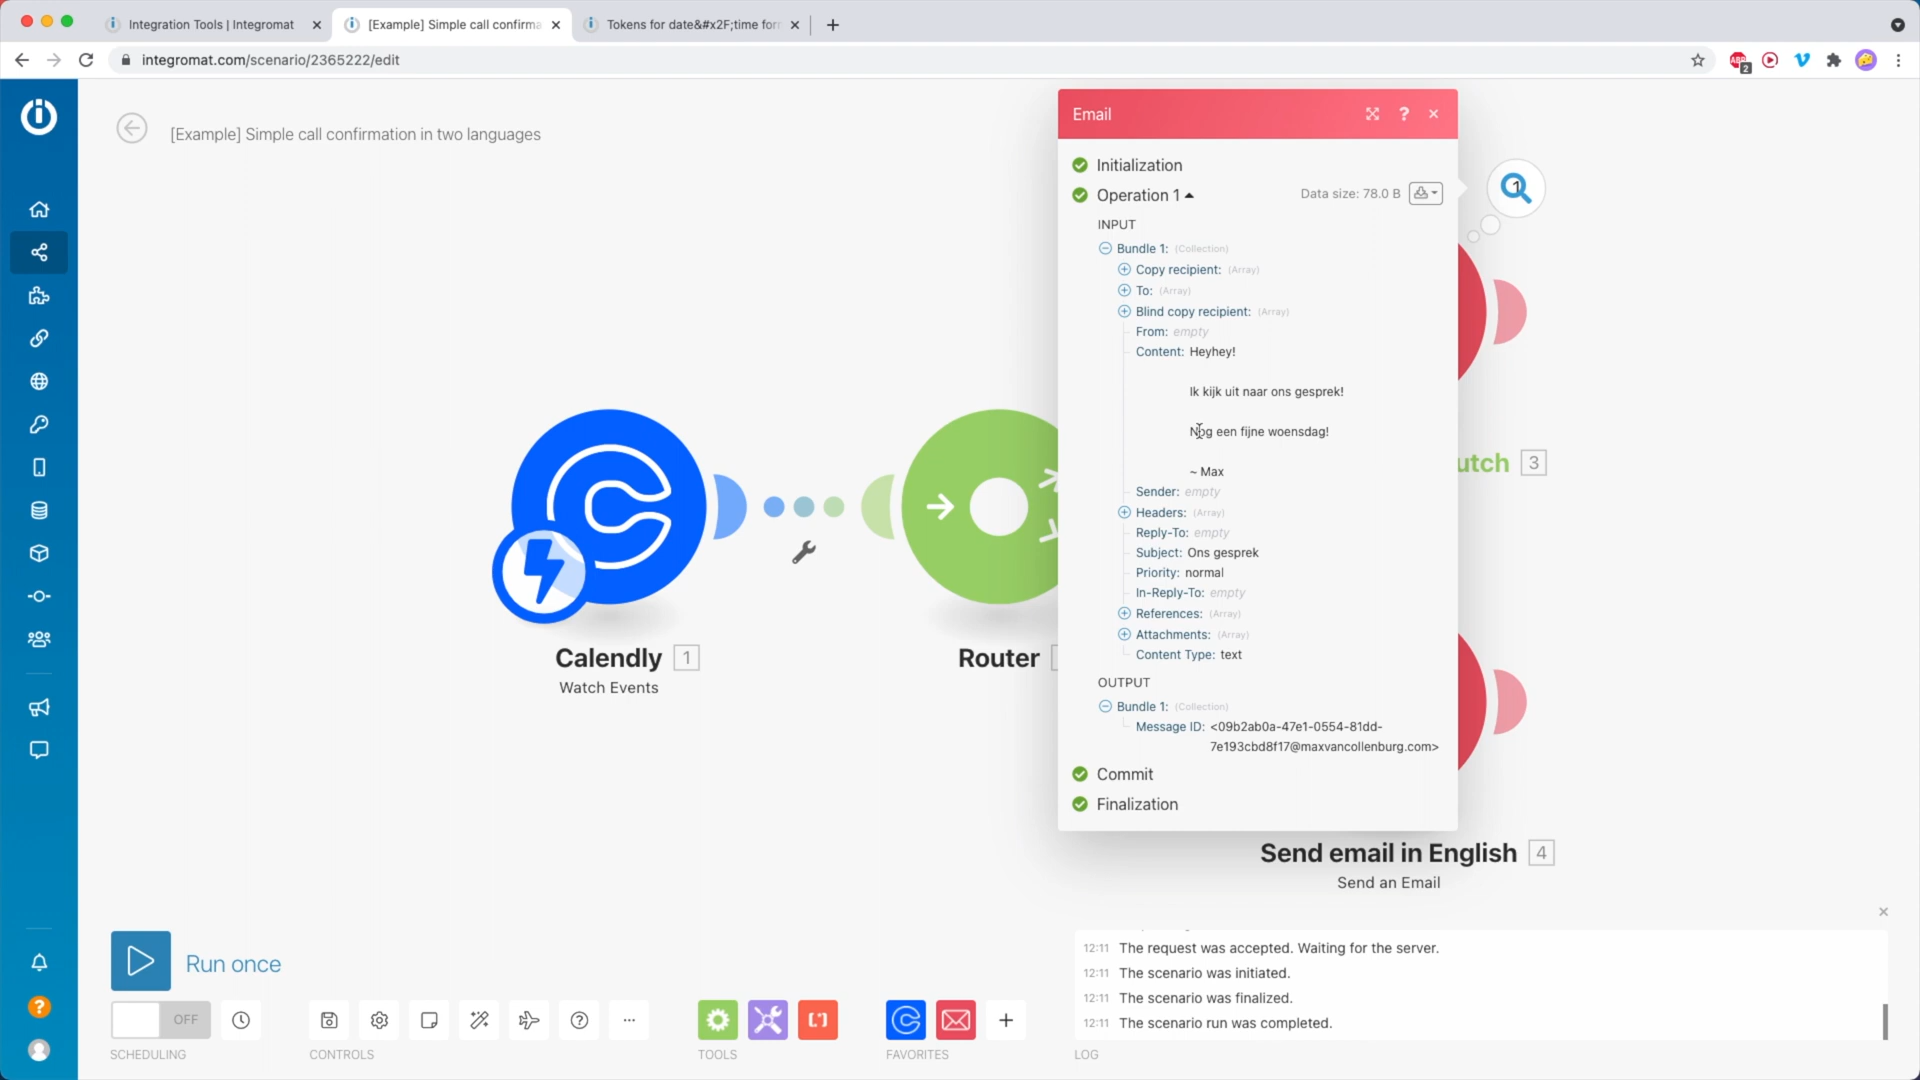 Integration Tools | Integromat
[Example] Simple call confirma
Tokens for date&#x2F;time for
integromat.com/scenario/2365222/edit
ABP
2
[Example] Simple call confirmation in two languages
Email
?
Initialization
Operation 1
Data size: 78.0 B
1
INPUT
Bundle 1: (Collection)
Copy recipient: (Array)
To: (Array)
Blind copy recipient: (Array)
From: empty
Content: Heyhey!
Ik kijk uit naar ons gesprek!
Nog een fijne woensdag!
~ Max
Sender: empty
Headers: (Array)
Reply-To: empty
Subject: Ons gesprek
Priority: normal
In-Reply-To: empty
References: (Array)
Attachments: (Array)
Content Type: text
OUTPUT
Bundle 1: (Collection)
Message ID: <09b2ab0a-47e1-0554-81dd-
7e193cbd8f17@maxvancollenburg.com>
Commit
Finalization
utch 3
Calendly 1
Watch Events
Router
Send email in English 4
Send an Email
Run once
OFF
SCHEDULING
CONTROLS
TOOLS
FAVORITES
LOG
12:11 The request was accepted. Waiting for the server.
12:11 The scenario was initiated.
12:11 The scenario was finalized.
12:11 The scenario run was completed.